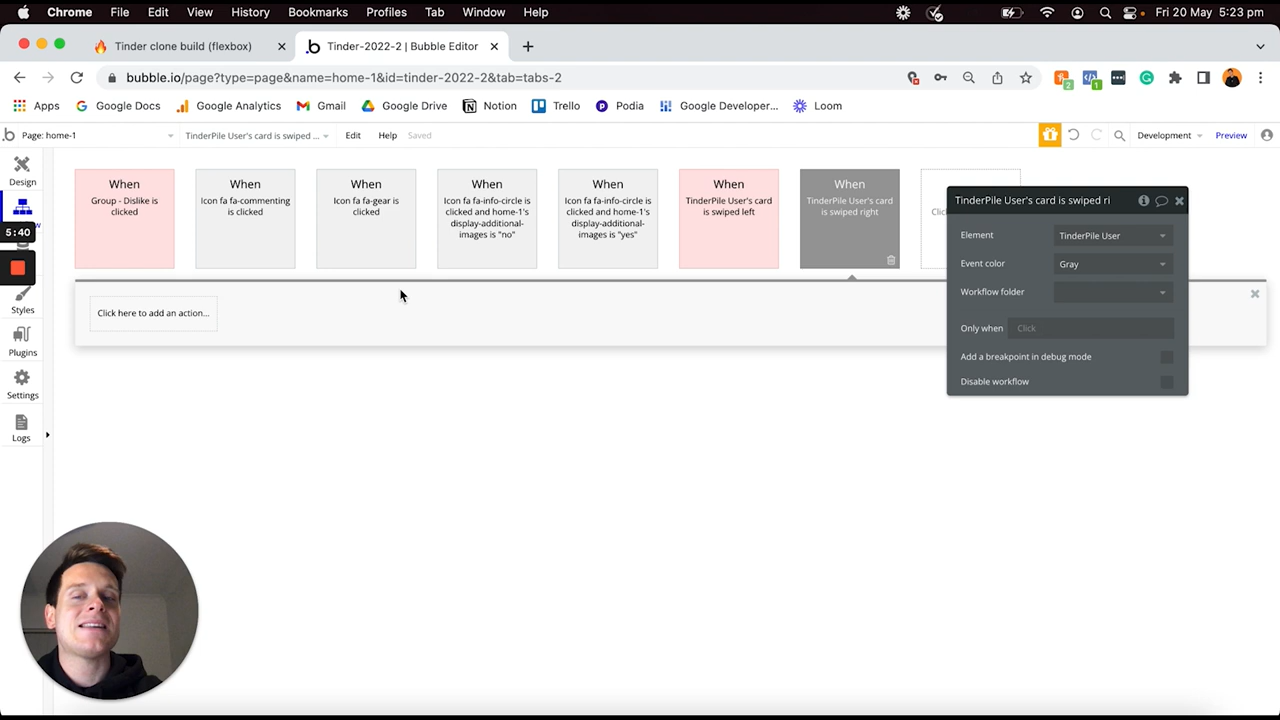 Chrome File Edit View History Bookmarks Profiles Tab Window Help Fri 20 May 5:23 pm
Tinder clone build (flexbox) Tinder-2022-2 | Bubble Editor
bubble.io/page?type=page&name=home-1&id=tinder-2022-2&tab=tabs-2
2
1
Apps Google Docs Google Analytics Gmail Google Drive Notion Trello Podia Google Developer... Loom
Page: home-1 TinderPile User's card is swiped ... Edit Help Saved Development Preview
Design
5:40
Styles
Plugins
Settings
Logs
When
Group - Dislike is
clicked
When
Icon fa-commenting
is clicked
When
Icon fa fa-gear is
clicked
When
Icon fa fa-info-circle is
clicked and home-1's
display-additional-
images is "no"
When
Icon fa fa-info-circle is
clicked and home-1's
display-additional-
images is "yes"
When
TinderPile User's card
is swiped left
When
TinderPile User's card
is swiped right
Click here to add an action...
TinderPile User's card is swiped ri
Element TinderPile User
Event color Gray
Workflow folder
Only when Click
Add a breakpoint in debug mode
Disable workflow